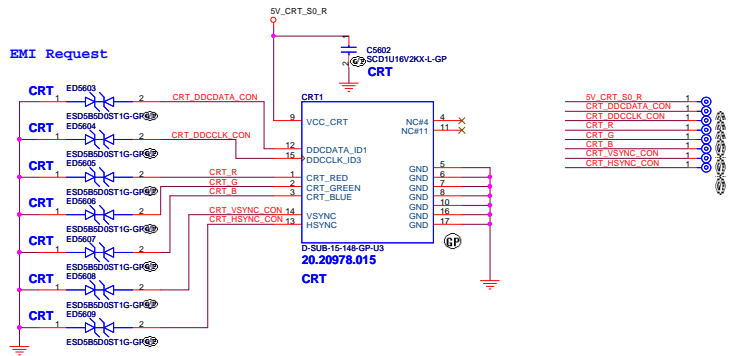 5V_CRT_S0_R
EMI Request
1
2
C5602
SCD1U16V2KX-L-GP
CRT
CRT ED5603
1 2 CRT_DDCDATA_CON
ESD5B5D0ST1G-GP
ED5604
CRT 1 2 CRT_DDCCLK_CON
ESD5B5D0ST1G-GP
ED5605
CRT 1 2 CRT_R
ESD5B5D0ST1G-GP
CRT_G
ED5606
CRT 1 2 CRT_B
ESD5B5D0ST1G-GP
ED5607
CRT 1 2
ESD5B5D0ST1G-GP
CRT_VSYNC_CON
CRT_HSYNC_CON
ED5608
CRT 1 2
ESD5B5D0ST1G-GP
ED5609
CRT 1 2
ESD5B5D0ST1G-GP
CRT1
9 VCC_CRT
NC#4 4
NC#11 11
12 DDCDATA_ID1
15 DDCCLK_ID3
1 CRT_RED
2 CRT_GREEN
3 CRT_BLUE
14 VSYNC
13 HSYNC
GND 5
GND 6
GND 7
GND 8
GND 10
GND 16
GND 17
D-SUB-15-148-GP-U3
20.20978.015
CRT
GP
5V_CRT_S0_R 1
CRT_DDCDATA_CON 1
CRT_DDCCLK_CON 1
CRT_R 1
CRT_G 1
CRT_B 1
CRT_VSYNC_CON 1
CRT_HSYNC_CON 1